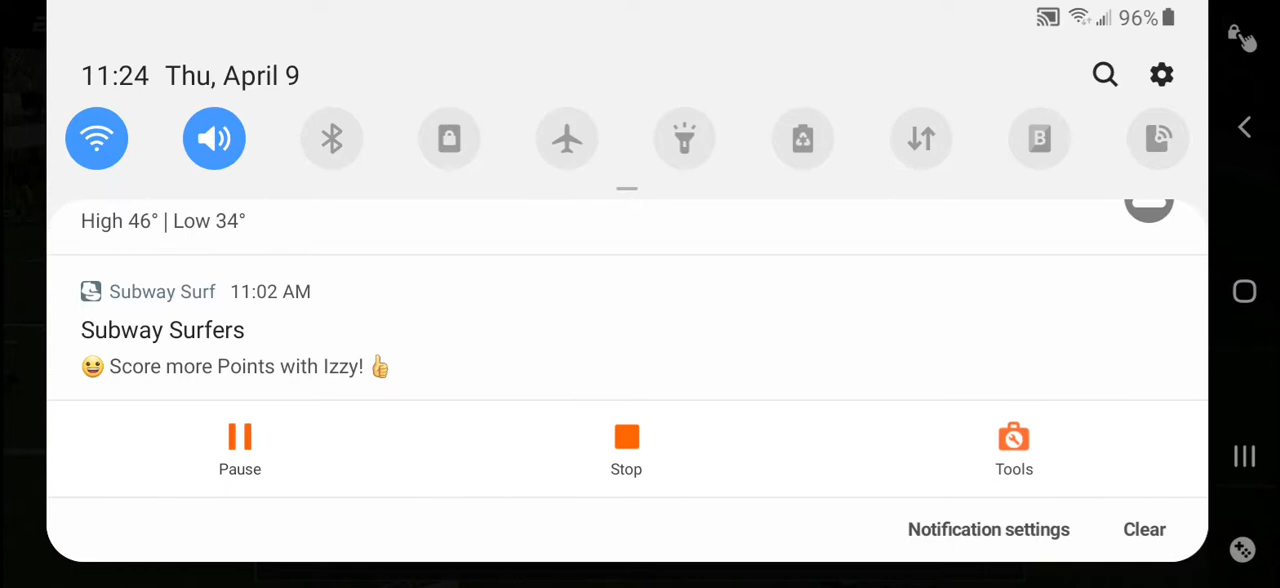 96%
11:24 Thu, April 9
B
High 46° | Low 34°
Subway Surf 11:02 AM
Subway Surfers
😀 Score more Points with Izzy! 👍
Pause
Stop
Tools
Notification settings
Clear